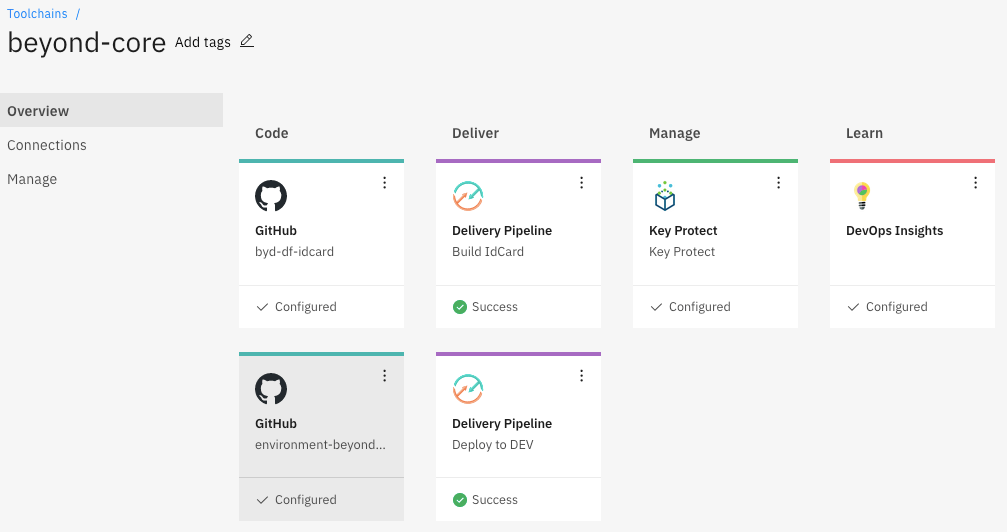 Toolchains /
beyond-core Add tags
Overview
Connections
Manage
Code
Deliver
Manage
Learn
GitHub
byd-df-idcard
Configured
Delivery Pipeline
Build IdCard
Success
Key Protect
Key Protect
Configured
DevOps Insights
Configured
GitHub
environment-beyond...
Configured
Delivery Pipeline
Deploy to DEV
Success